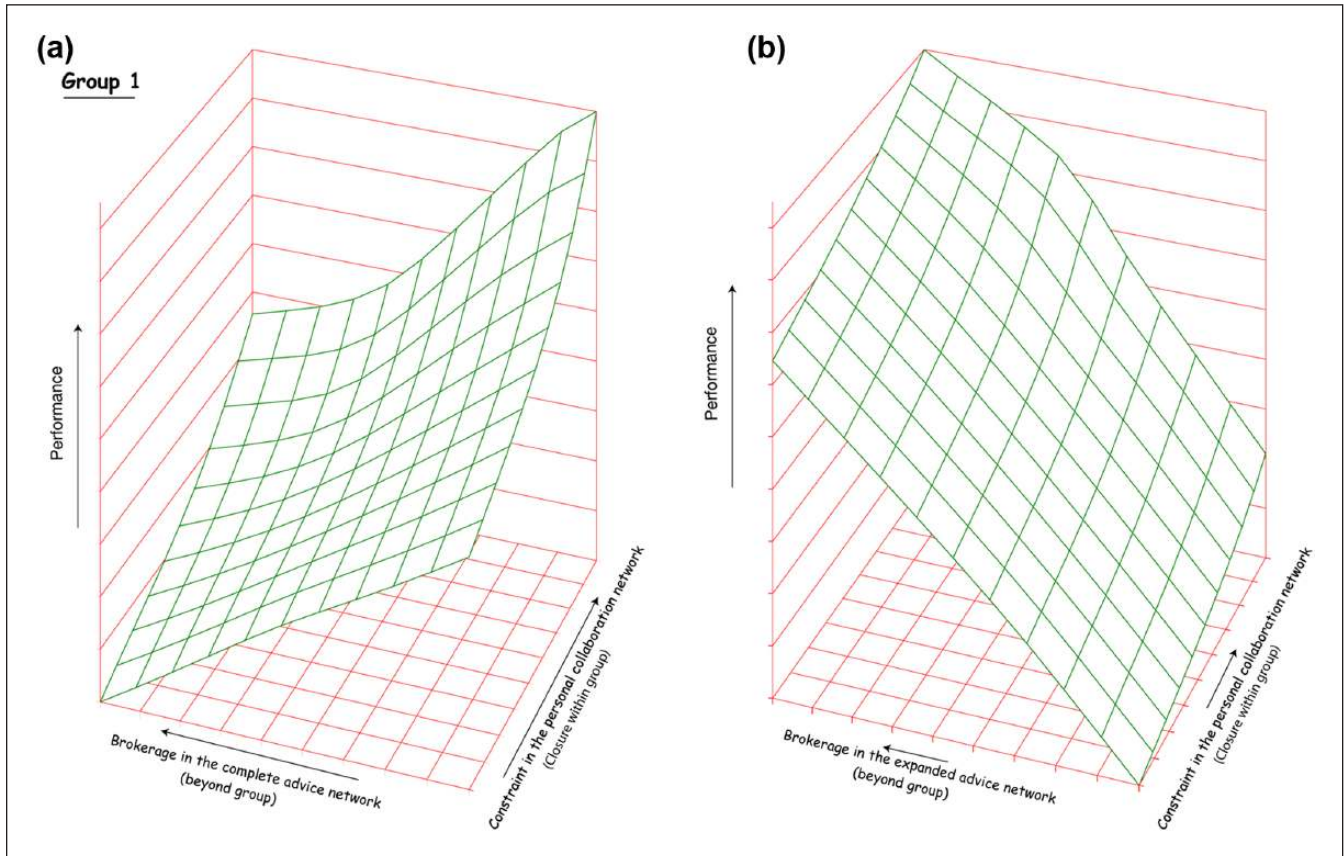 (a)
Group 1
Performance
Brokerage in the complete advice network
(beyond group)
Constraint in the personal collaboration network
(Closure within group)
(b)
Performance
Brokerage in the expanded advice network
(beyond group)
Constraint in the personal collaboration network
(Closure within group)